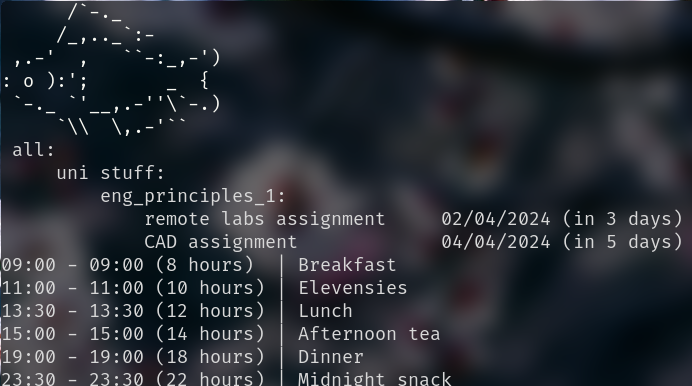 all:
uni stuff:
eng_principles_1:
remote labs assignment 02/04/2024 (in 3 days)
CAD assignment 04/04/2024 (in 5 days)
09:00 - 09:00 (8 hours) | Breakfast
11:00 - 11:00 (10 hours) | Elevensies
13:30 - 13:30 (12 hours) | Lunch
15:00 - 15:00 (14 hours) | Afternoon tea
19:00 - 19:00 (18 hours) | Dinner
23:30 - 23:30 (22 hours) | Midnight snack